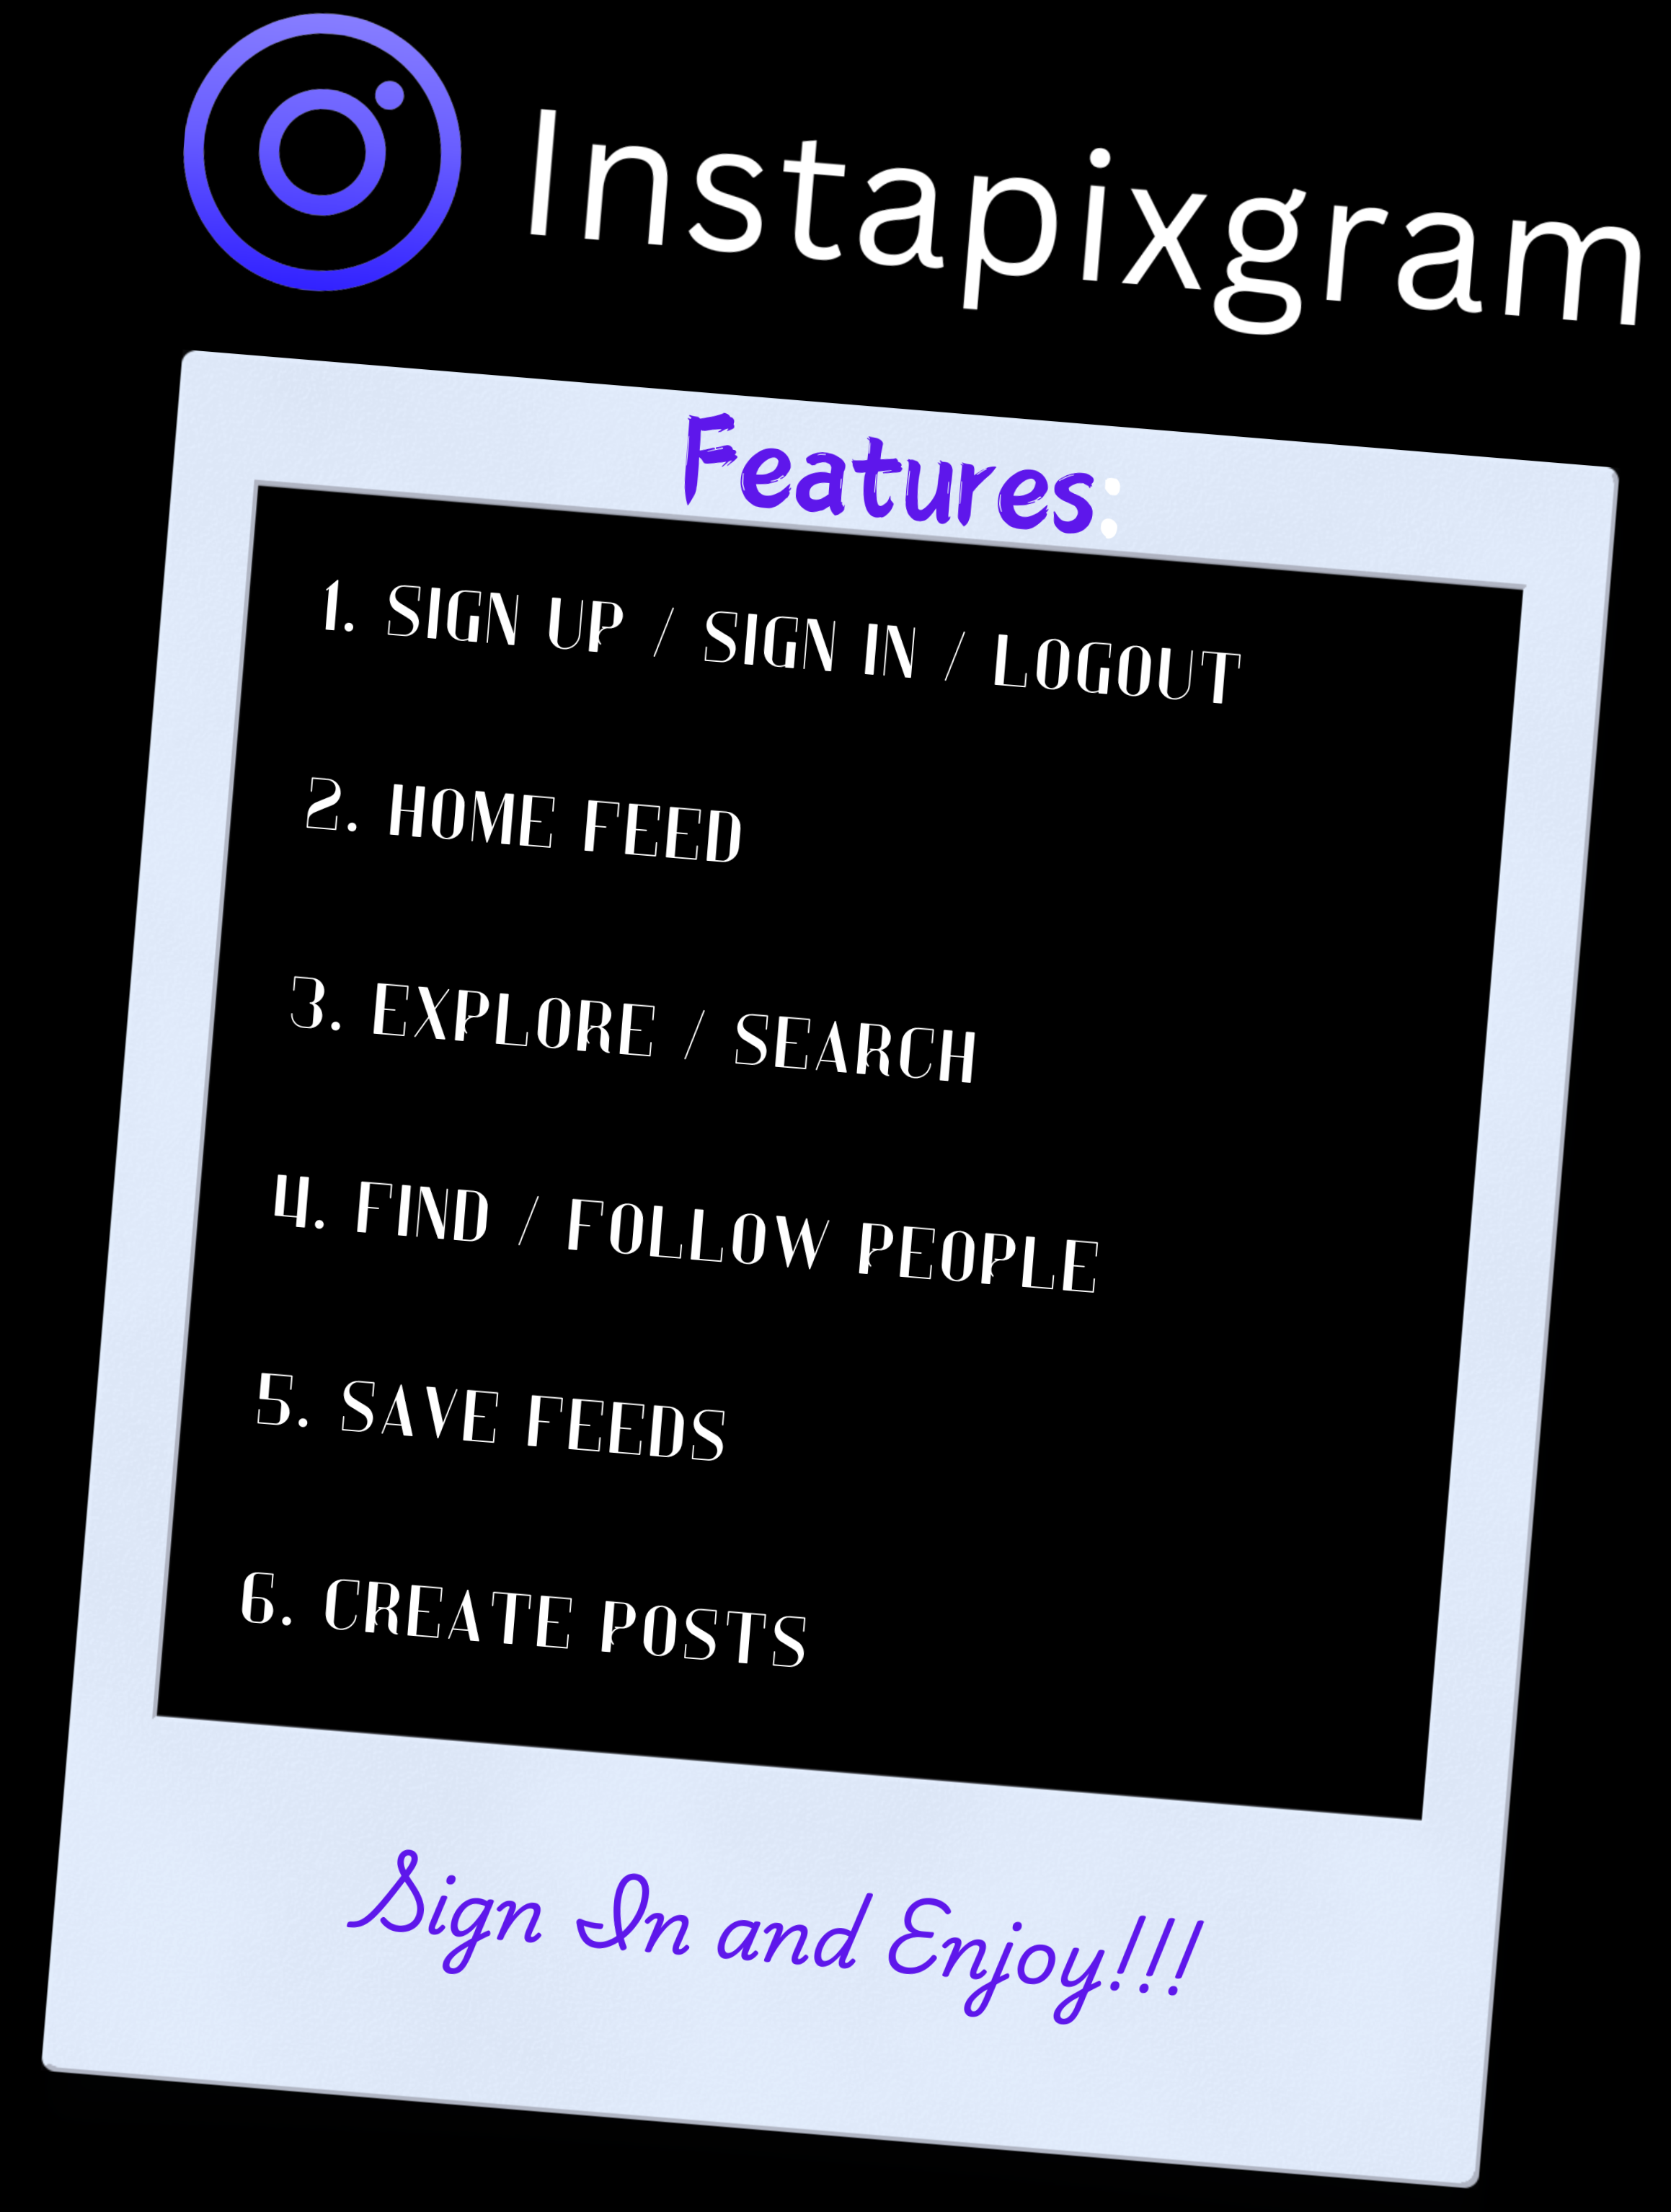 Instapixgram
Features:
1. SIGN UP / SIGN IN / LOGOUT
2. HOME FEED
3. EXPLORE / SEARCH
4. FIND / FOLLOW PEOPLE
5. SAVE FEEDS
6. CREATE POSTS
Sign In and Enjoy!!!